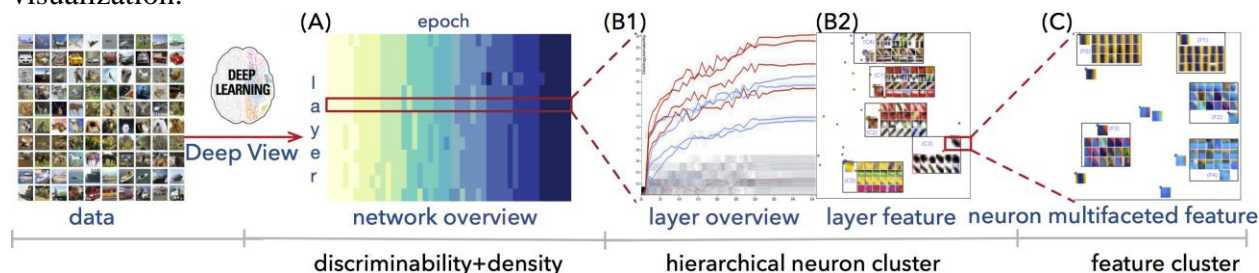 visualization.
(A)
epoch
(B1)
(B2)
(C)
DEEP
LEARNING
l
a
y
e
r
Deep View
data
network overview
layer overview
layer feature
neuron multifaceted feature
discriminability+density
hierarchical neuron cluster
feature cluster